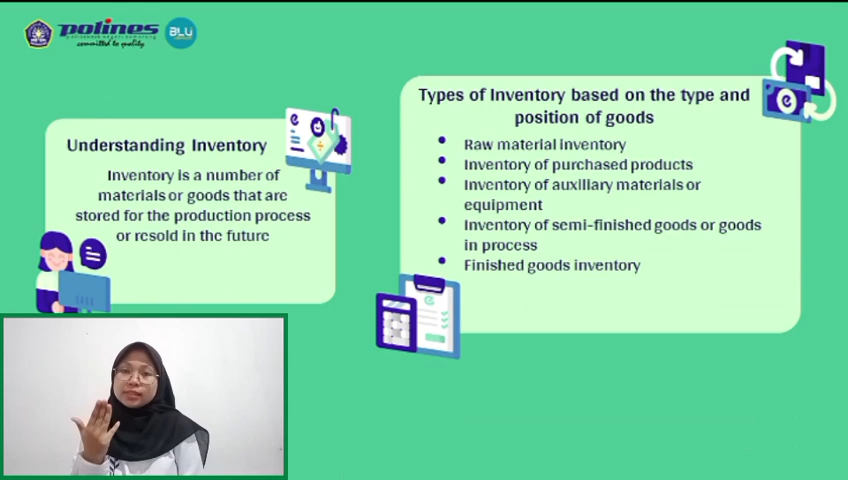 polines
committed to quality
BLU
Understanding Inventory
Inventory is a number of
materials or goods that are
stored for the production process
or resold in the future
Types of Inventory based on the type and
position of goods
• Raw material inventory
• Inventory of purchased products
• Inventory of auxiliary materials or
equipment
• Inventory of semi-finished goods or goods
in process
• Finished goods inventory